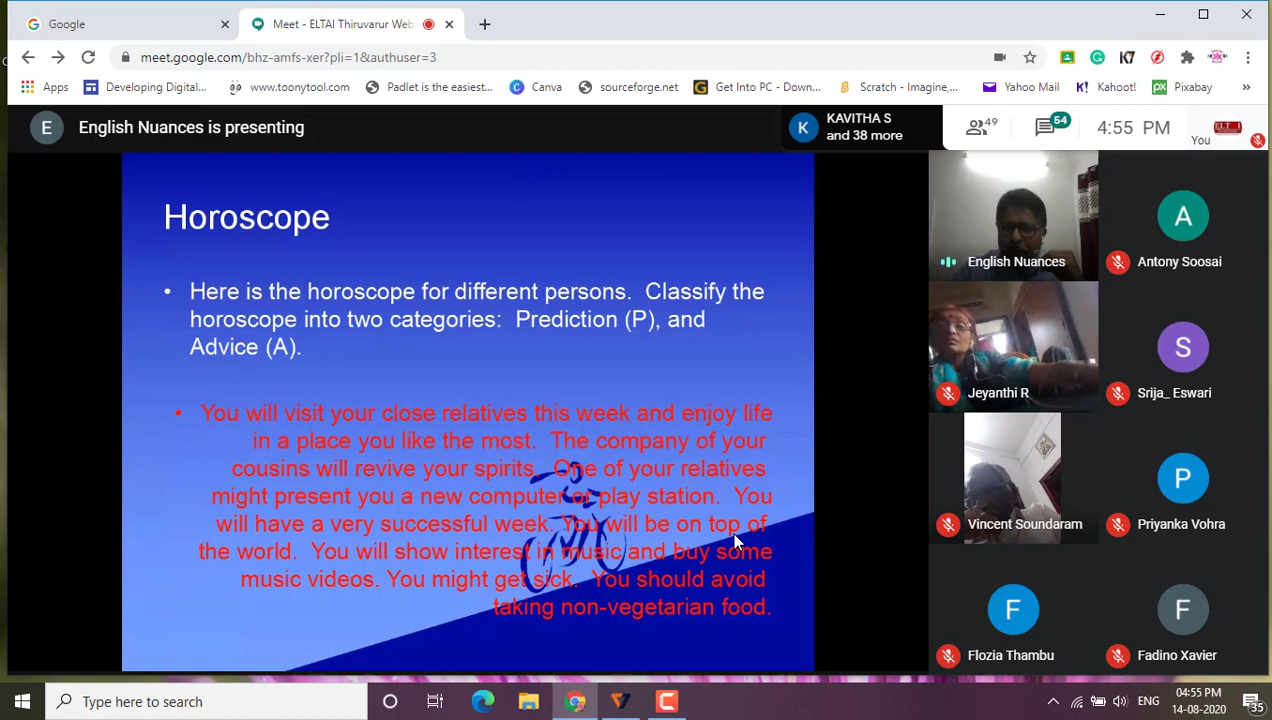 Google
Meet - ELTAI Thiruvarur Web
meet.google.com/bhz-amfs-xer?pli=1&authuser=3
Apps
Developing Digital...
www.tonytool.com
Padlet is the easiest...
Canva
sourceforge.net
Get Into PC - Down...
Scratch - Imagine,...
Yahoo Mail
Kahoot!
Pixabay
E
English Nuances is presenting
K
KAVITHA S
and 38 more
49
54
4:55 PM
You
Horoscope
• Here is the horoscope for different persons. Classify the
horoscope into two categories: Prediction (P), and
Advice (A).
• You will visit your close relatives this week and enjoy life
in a place you like the most. The company of your
cousins will revive your spirits. One of your relatives
might present you a new computer or play station. You
will have a very successful week. You will be on top of
the world. You will show interest in music and buy some
music videos. You might get sick. You should avoid
taking non-vegetarian food.
English Nuances
A
Antony Soosai
Jeyanthi R
S
Srija_ Eswari
Vincent Soundaram
P
Priyanka Vohra
F
Flozia Thambu
F
Fadino Xavier
Type here to search
ENG
04:55 PM
14-08-2020
35